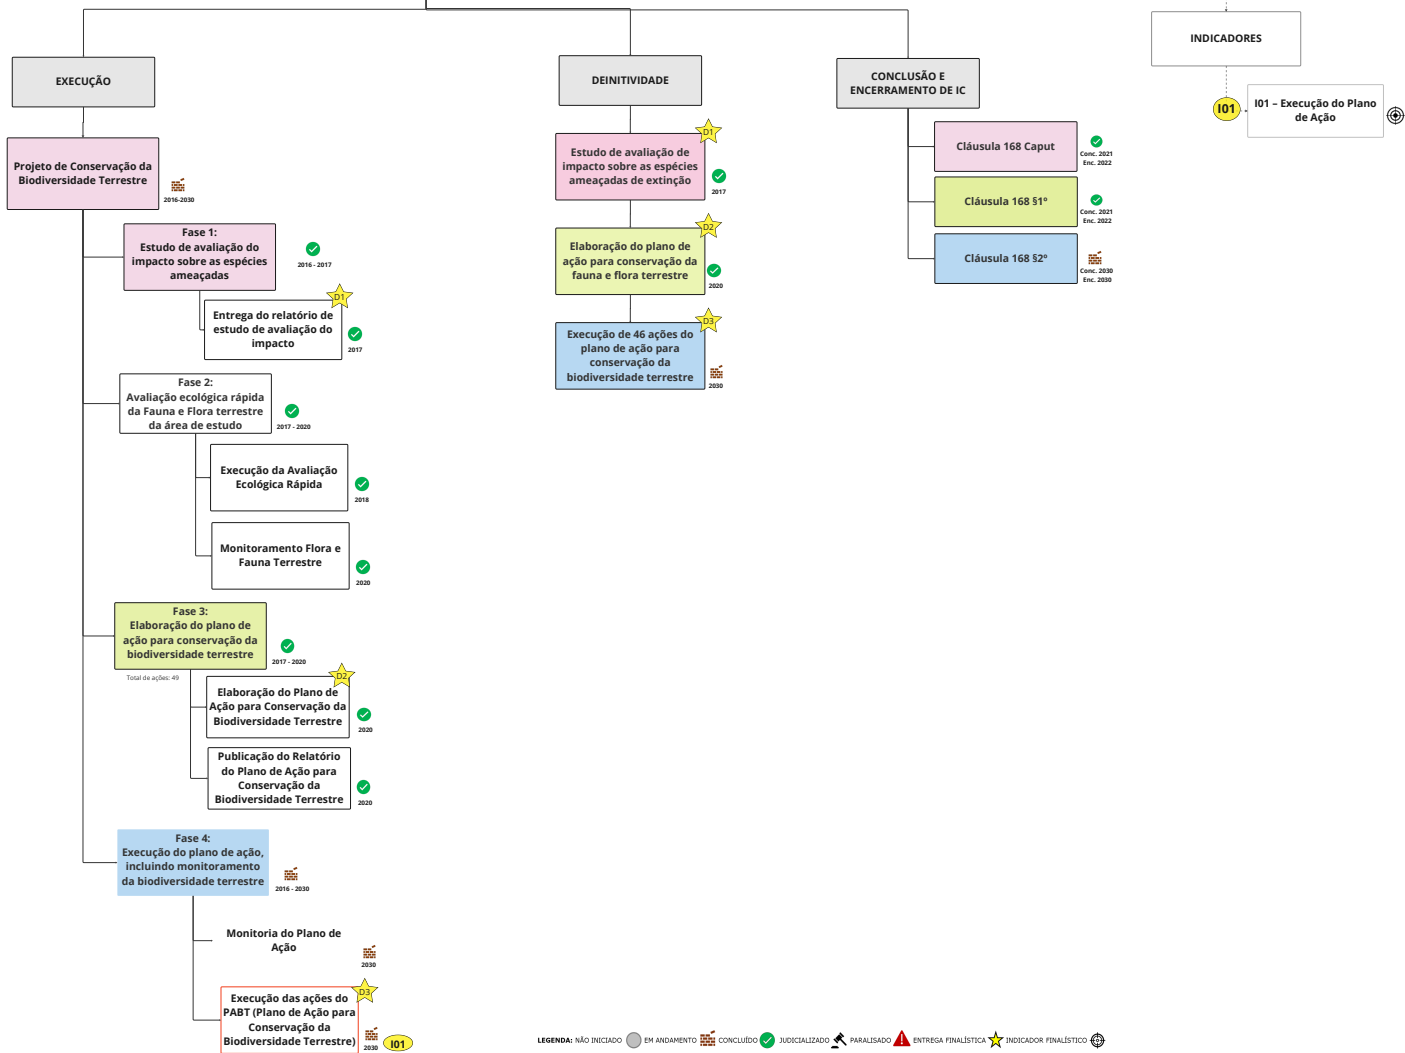 EXECUÇÃO
Projeto de Conservação da
Biodiversidade Terrestre
2016-2030
Fase 1:
Estudo de avaliação do
impacto sobre as espécies
ameaçadas
2016 - 2017
D1
Entrega do relatório de
estudo de avaliação do
impacto
2017
Fase 2:
Avaliação ecológica rápida
da Fauna e Flora terrestre
da área de estudo
2017 - 2020
Execução da Avaliação
Ecológica Rápida
2018
Monitoramento Flora e
Fauna Terrestre
2020
Fase 3:
Elaboração do plano de
ação para conservação da
biodiversidade terrestre
2017 - 2020
Total de ações: 49
D2
Elaboração do Plano de
Ação para Conservação da
Biodiversidade Terrestre
2020
Publicação do Relatório
do Plano de Ação para
Conservação da
Biodiversidade Terrestre
2020
Fase 4:
Execução do plano de ação,
incluindo monitoramento
da biodiversidade terrestre
2016 - 2030
Monitoria do Plano de
Ação
2030
D3
Execução das ações do
PABT (Plano de Ação para
Conservação da
Biodiversidade Terrestre)
2030
I01
DEINITIVIDADE
D1
Estudo de avaliação de
impacto sobre as espécies
ameaçadas de extinção
2017
D2
Elaboração do plano de
ação para conservação da
fauna e flora terrestre
2020
D3
Execução de 46 ações do
plano de ação para
conservação da
biodiversidade terrestre
2030
CONCLUSÃO E
ENCERRAMENTO DE IC
Cláusula 168 Caput
Conc. 2021
Enc. 2022
Cláusula 168 §1º
Conc. 2021
Enc. 2022
Cláusula 168 §2º
Conc. 2030
Enc. 2030
INDICADORES
I01
I01 – Execução do Plano
de Ação
LEGENDA: NÃO INICIADO EM ANDAMENTO CONCLUÍDO JUDICIALIZADO PARALISADO ENTREGA FINALÍSTICA INDICADOR FINALÍSTICO